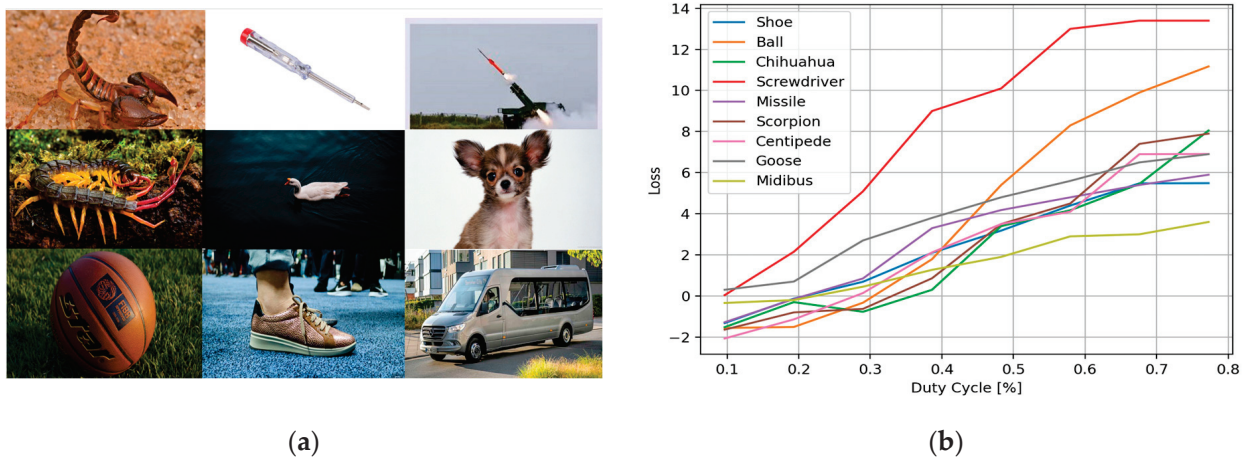 14
12
10
8
6
4
2
0
−2
Loss
Shoe
Ball
Chihuahua
Screwdriver
Missile
Scorpion
Centipede
Goose
Midibus
0.1 0.2 0.3 0.4 0.5 0.6 0.7 0.8
Duty Cycle [%]
(a) (b)